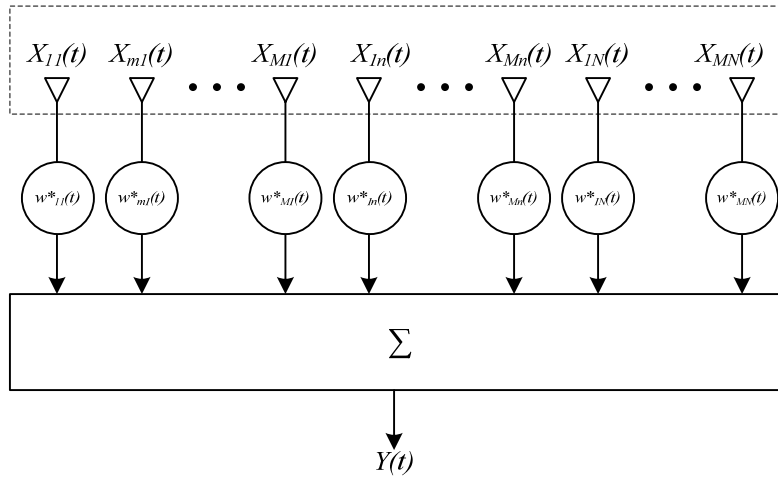 X11(t) Xm1(t) • • • XM1(t) X1n(t) • • • XMn(t) X1N(t) • • • XMN(t)
w*11(t) w*m1(t) w*M1(t) w*1n(t) w*Mn(t) w*1N(t) w*MN(t)
Σ
Y(t)